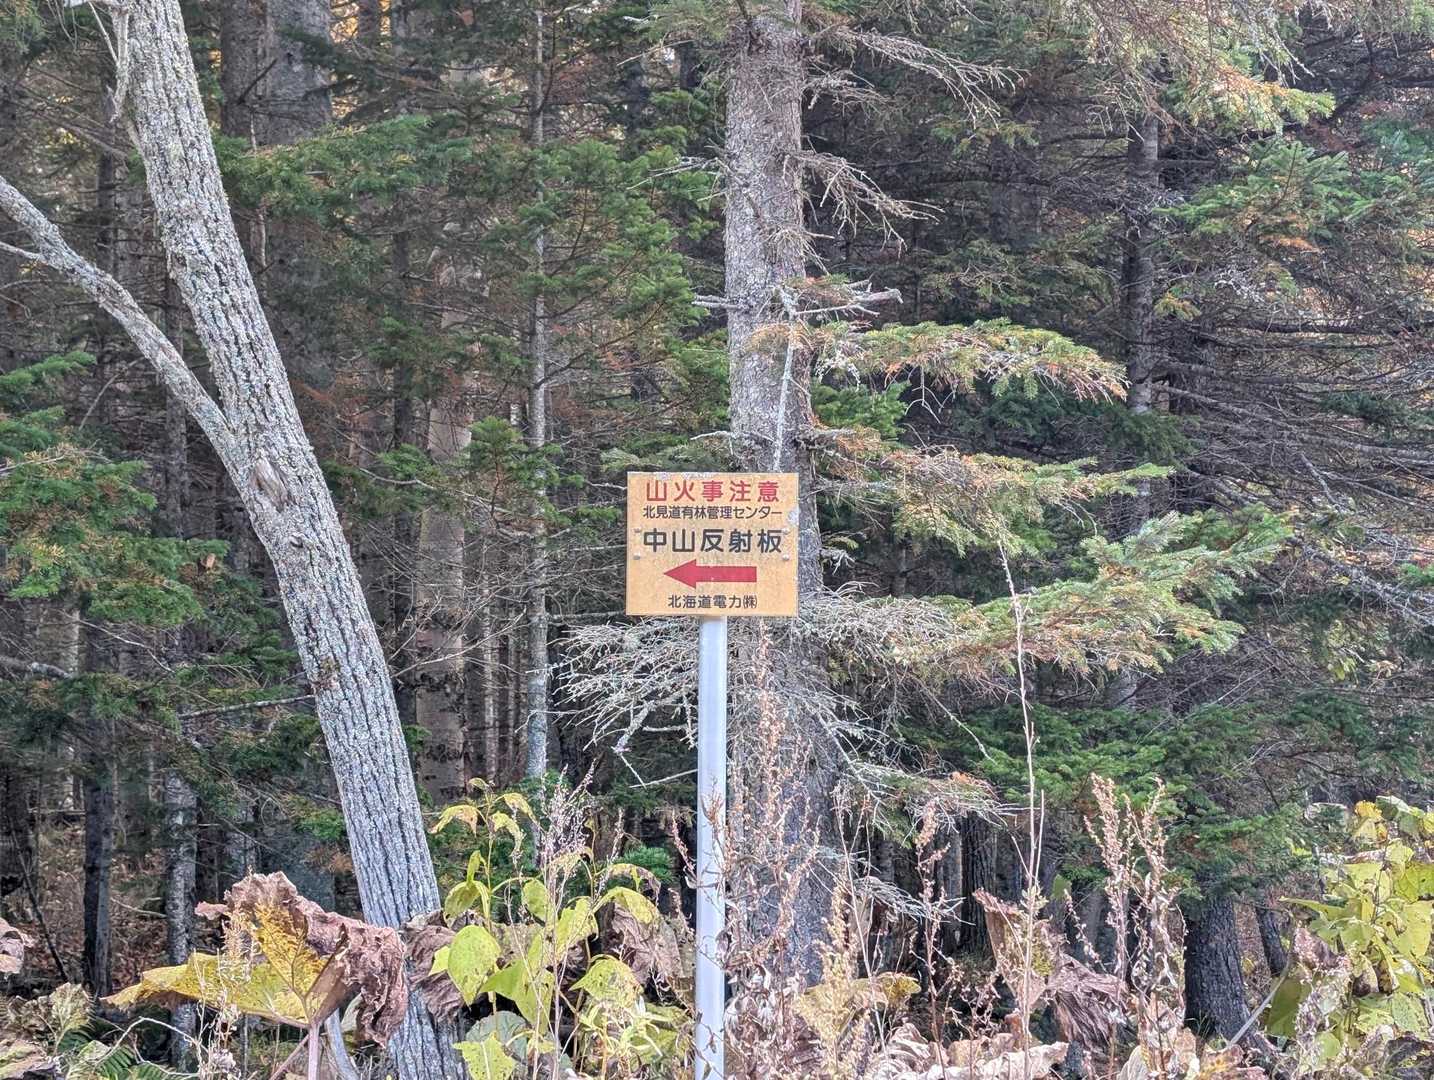 山火事注意
北見道有林管理センター
中山反射板
北海道電力㈱